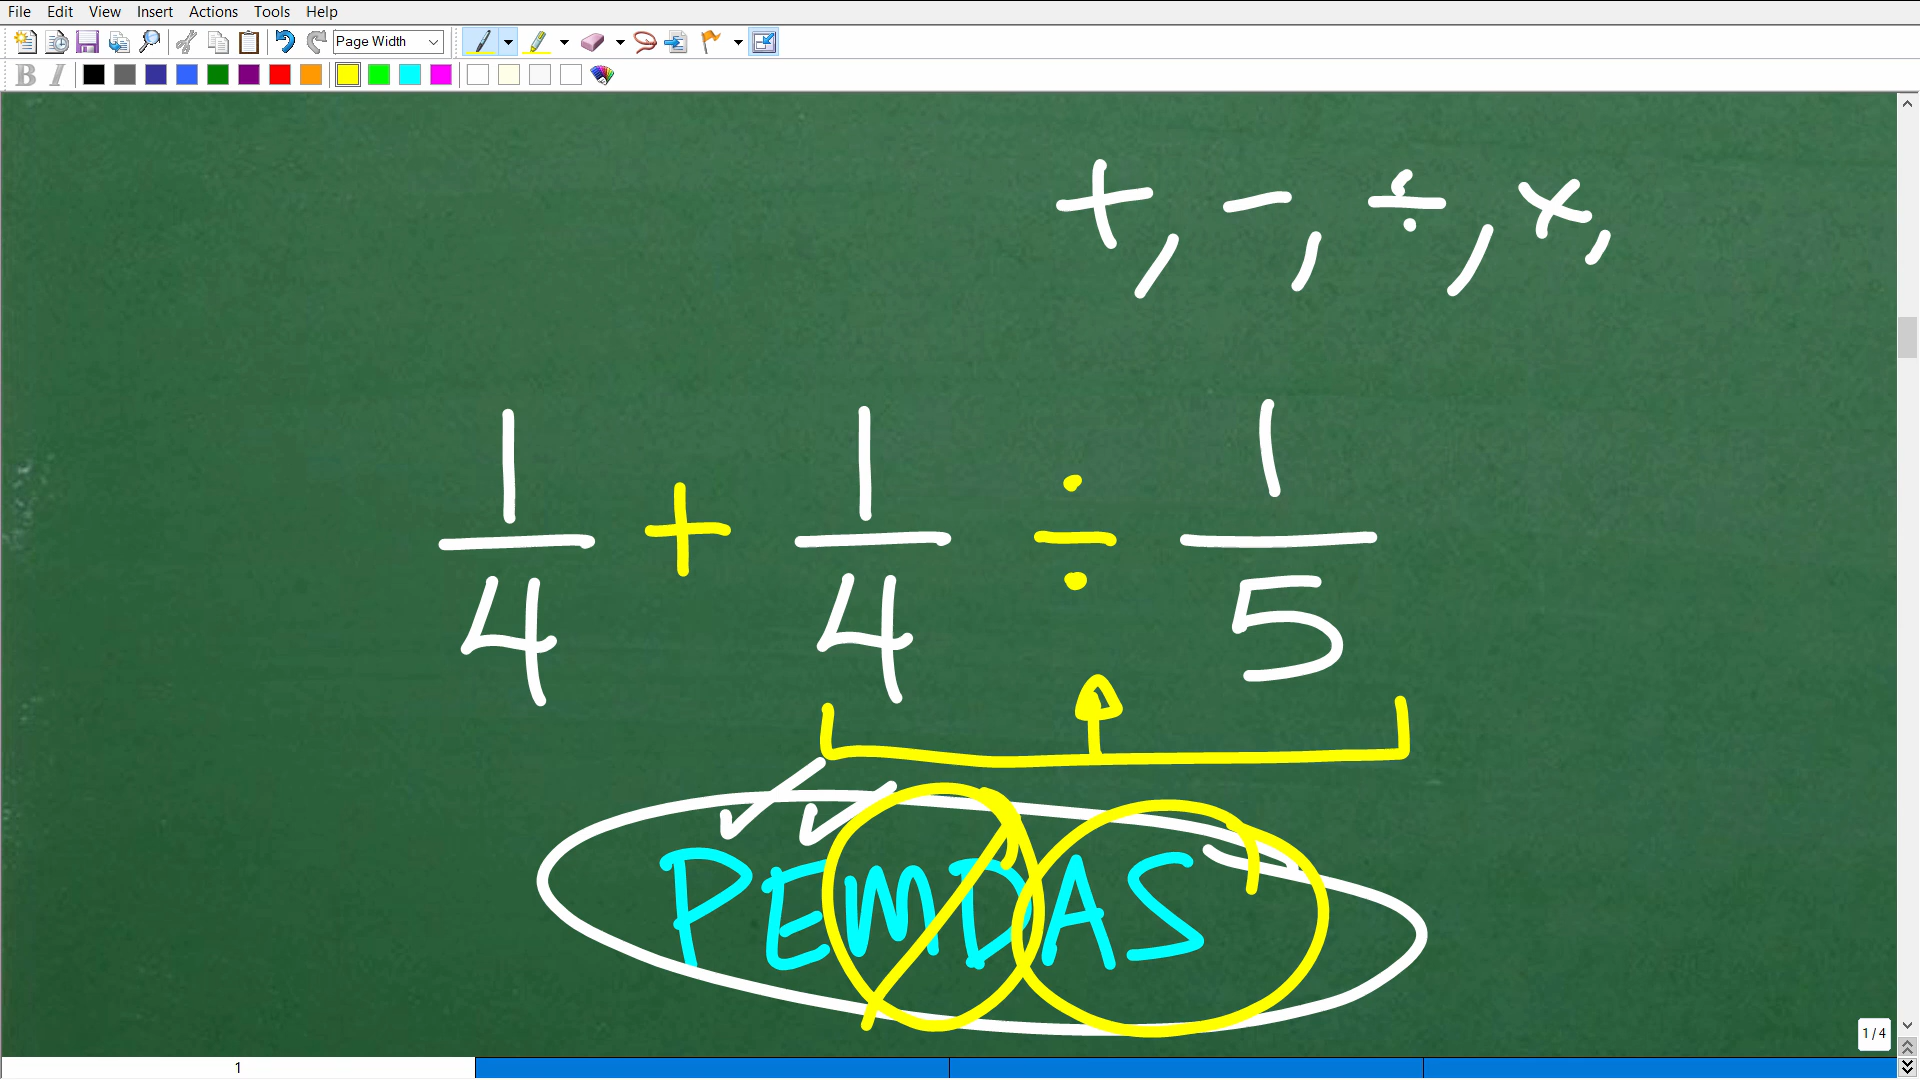 File Edit View Insert Actions Tools Help
Page Width
B I
+, -, ÷, ×,
1/4 + 1/4 ÷ 1/5
PEMDAS
1 / 4
1